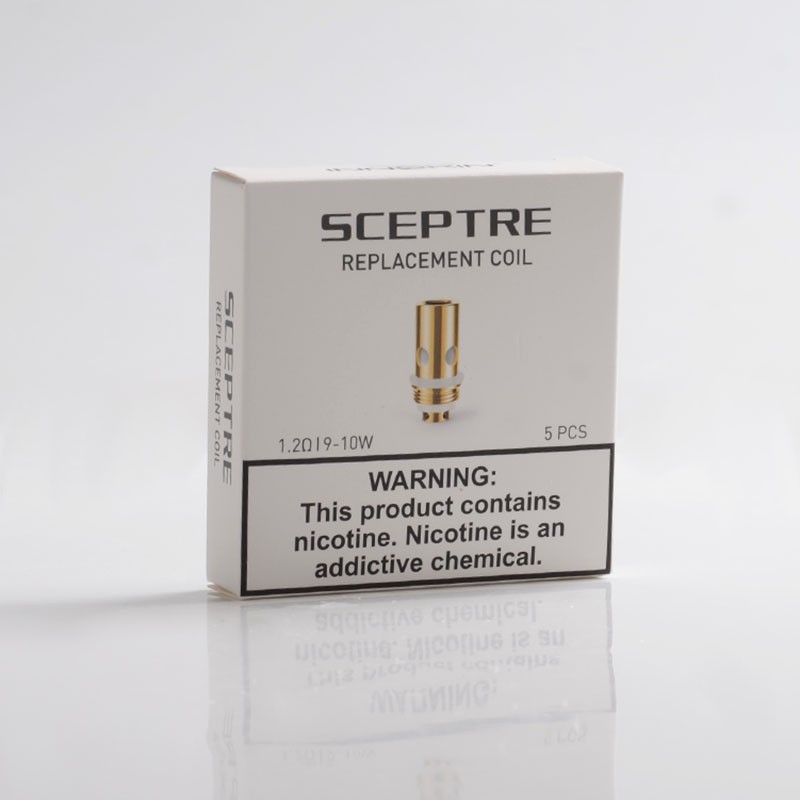 INNOKIN
SCEPTRE
REPLACEMENT COIL
SCEPTRE
REPLACEMENT COIL
1.2Ω | 9-10W
5 PCS
WARNING:
This product contains
nicotine. Nicotine is an
addictive chemical.